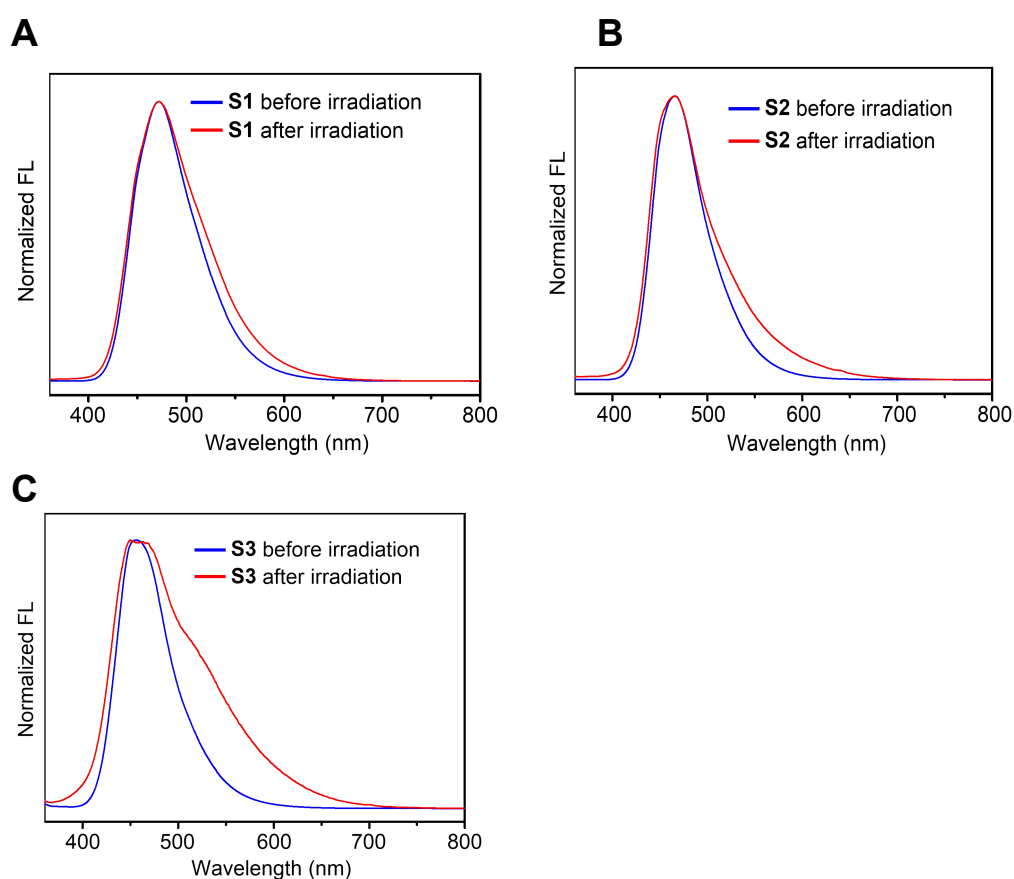 A
S1 before irradiation
S1 after irradiation
Normalized FL
400 500 600 700 800
Wavelength (nm)
B
S2 before irradiation
S2 after irradiation
Normalized FL
400 500 600 700 800
Wavelength (nm)
C
S3 before irradiation
S3 after irradiation
Normalized FL
400 500 600 700 800
Wavelength (nm)